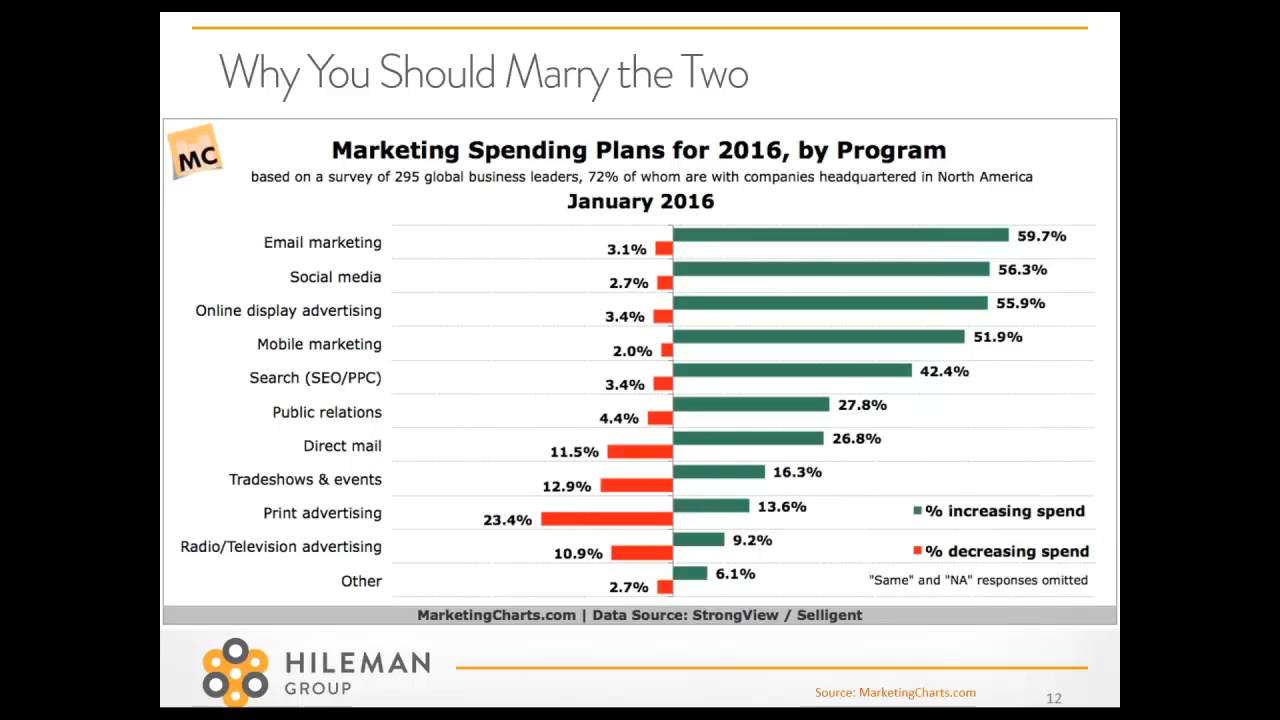 Why You Should Marry the Two
MC
Marketing Spending Plans for 2016, by Program
based on a survey of 295 global business leaders, 72% of whom are with companies headquartered in North America
January 2016
Email marketing 3.1% 59.7%
Social media 2.7% 56.3%
Online display advertising 3.4% 55.9%
Mobile marketing 2.0% 51.9%
Search (SEO/PPC) 3.4% 42.4%
Public relations 4.4% 27.8%
Direct mail 11.5% 26.8%
Tradeshows & events 12.9% 16.3%
Print advertising 23.4% 13.6%
Radio/Television advertising 10.9% 9.2%
Other 2.7% 6.1%
% increasing spend
% decreasing spend
"Same" and "NA" responses omitted
MarketingCharts.com | Data Source: StrongView / Selligent
HILEMAN
GROUP
Source: MarketingCharts.com
12